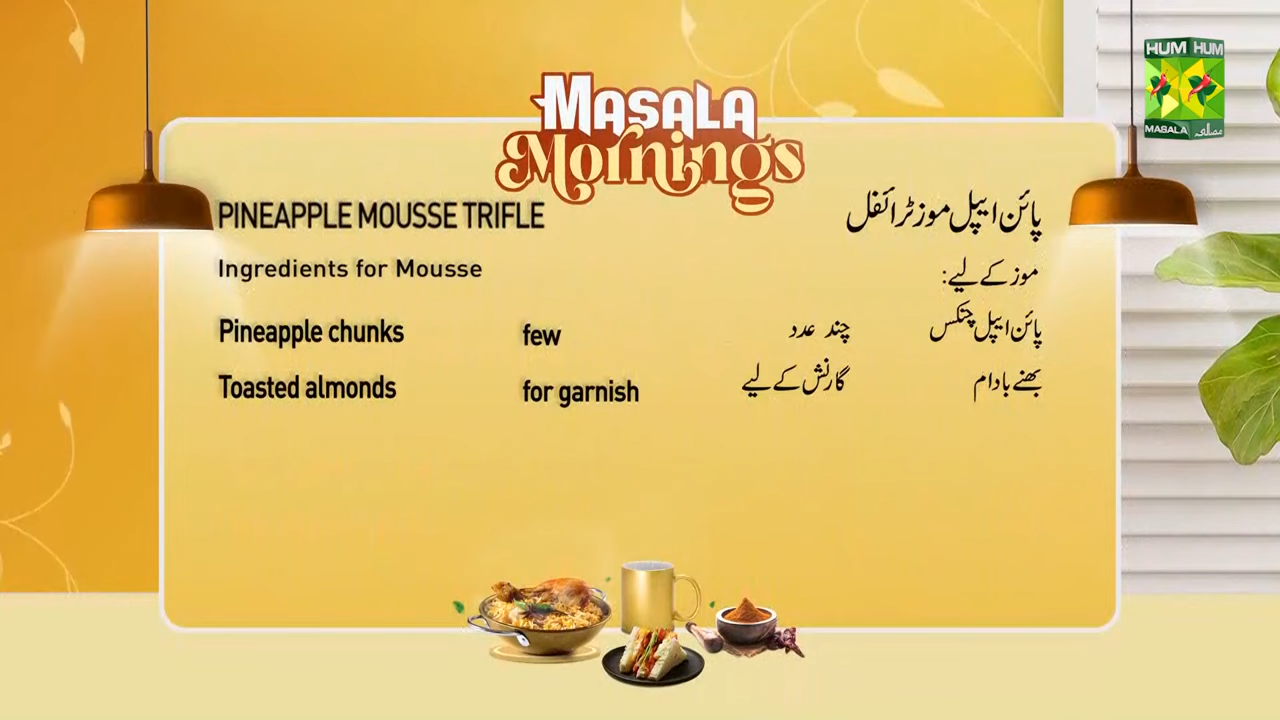 HUM HUM
MASALA مصالحہ
MASALA
Mornings
PINEAPPLE MOUSSE TRIFLE پائن ایپل موز ٹرائفل
Ingredients for Mousse موز کے لیے:
Pineapple chunks few چند عدد پائن ایپل چنکس
Toasted almonds for garnish گارنش کے لیے بھنے بادام